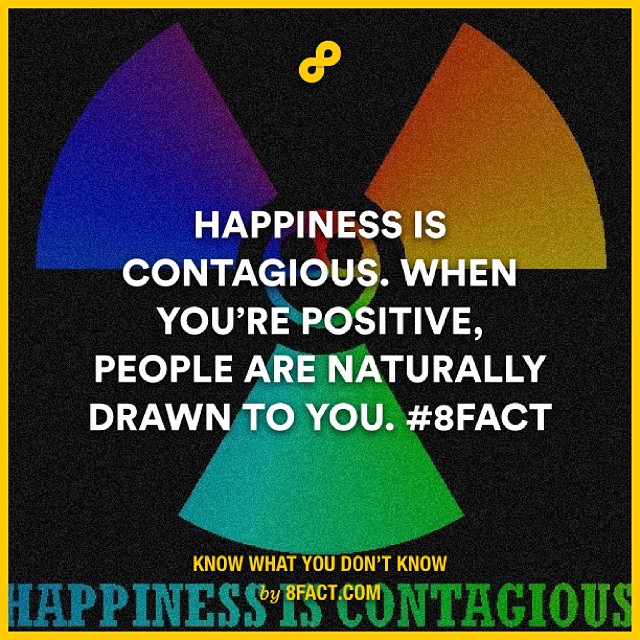 HAPPINESS IS
CONTAGIOUS. WHEN
YOU'RE POSITIVE,
PEOPLE ARE NATURALLY
DRAWN TO YOU. #8FACT
KNOW WHAT YOU DON'T KNOW
by 8FACT.COM
HAPPINESS IS CONTAGIOUS